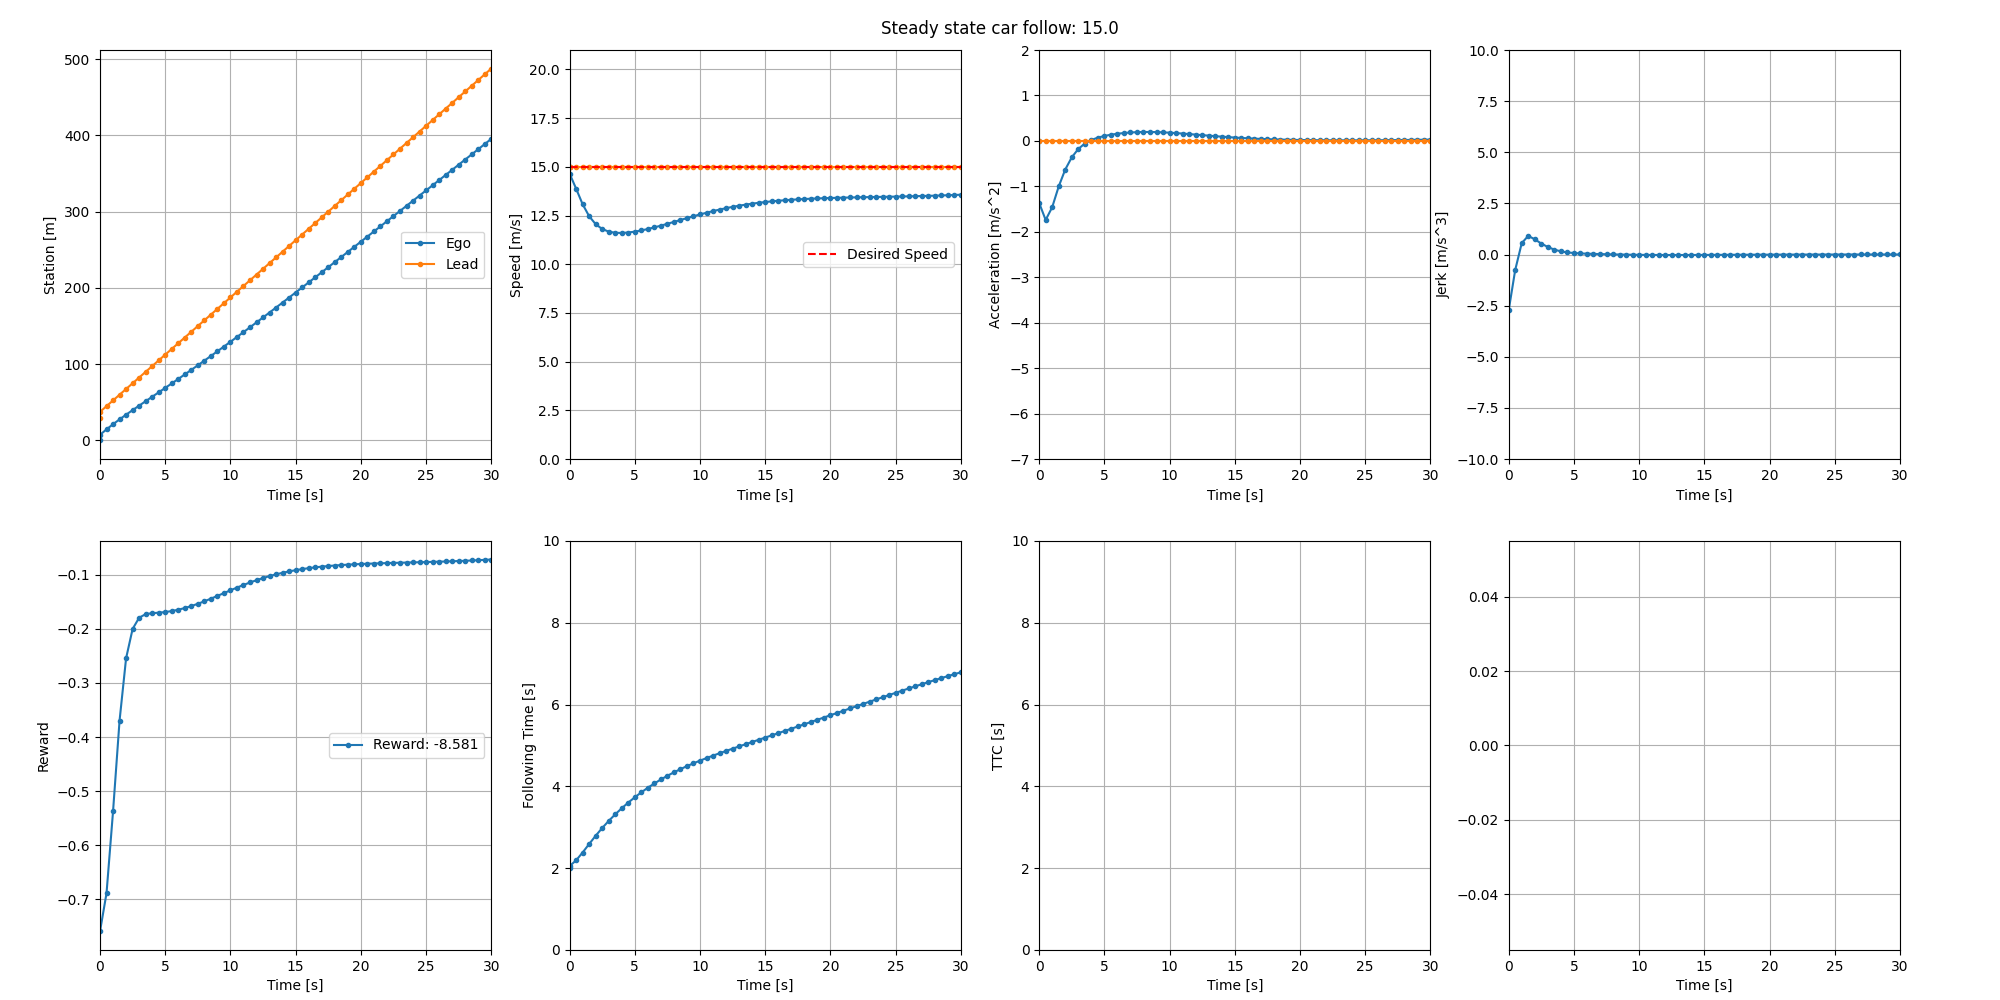 Steady state car follow: 15.0
500
400
300
200
100
0
Station [m]
Ego
Lead
0 5 10 15 20 25 30
Time [s]
20.0
17.5
15.0
12.5
10.0
7.5
5.0
2.5
0.0
Speed [m/s]
Desired Speed
0 5 10 15 20 25 30
Time [s]
2
1
0
−1
−2
−3
−4
−5
−6
−7
Acceleration [m/s^2]
0 5 10 15 20 25 30
Time [s]
10.0
7.5
5.0
2.5
0.0
−2.5
−5.0
−7.5
−10.0
Jerk [m/s^3]
0 5 10 15 20 25 30
Time [s]
−0.1
−0.2
−0.3
−0.4
−0.5
−0.6
−0.7
Reward
Reward: -8.581
0 5 10 15 20 25 30
Time [s]
10
8
6
4
2
0
Following Time [s]
0 5 10 15 20 25 30
Time [s]
10
8
6
4
2
0
TTC [s]
0 5 10 15 20 25 30
Time [s]
0.04
0.02
0.00
−0.02
−0.04
0 5 10 15 20 25 30
Time [s]